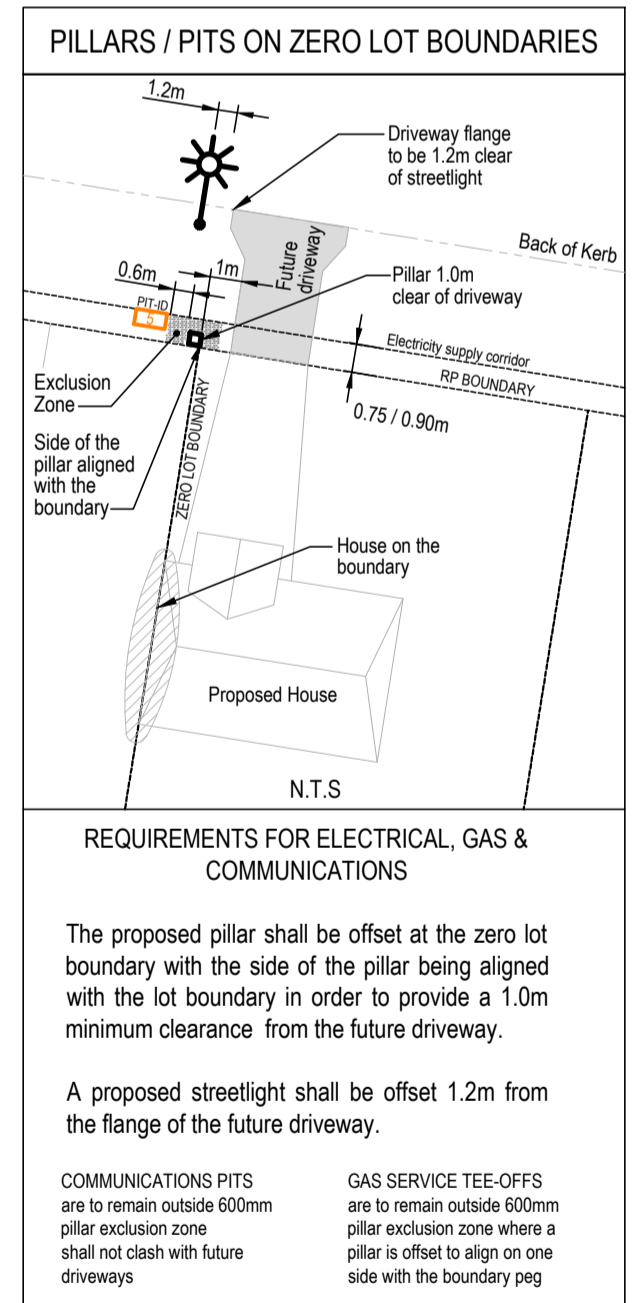 PILLARS / PITS ON ZERO LOT BOUNDARIES
1.2m
Driveway flange
to be 1.2m clear
of streetlight
Back of Kerb
Future
driveway
0.6m
1m
Pillar 1.0m
clear of driveway
PIT-ID
5
Electricity supply corridor
RP BOUNDARY
0.75 / 0.90m
Exclusion
Zone
Side of the
pillar aligned
with the
boundary
ZERO LOT BOUNDARY
House on the
boundary
Proposed House
N.T.S
REQUIREMENTS FOR ELECTRICAL, GAS &
COMMUNICATIONS
The proposed pillar shall be offset at the zero lot
boundary with the side of the pillar being aligned
with the lot boundary in order to provide a 1.0m
minimum clearance from the future driveway.
A proposed streetlight shall be offset 1.2m from
the flange of the future driveway.
COMMUNICATIONS PITS
are to remain outside 600mm
pillar exclusion zone
shall not clash with future
driveways
GAS SERVICE TEE-OFFS
are to remain outside 600mm
pillar exclusion zone where a
pillar is offset to align on one
side with the boundary peg